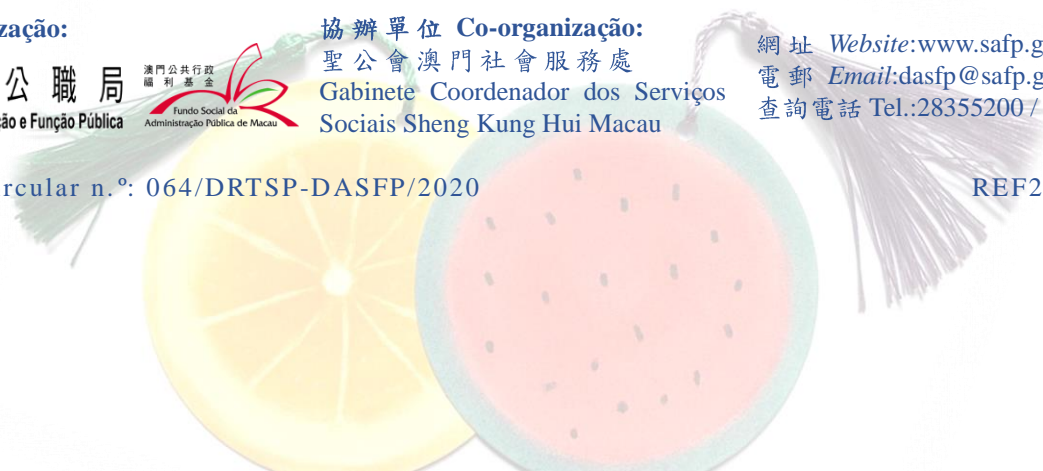 zação:
公 職 局
ão e Função Pública
澳門公共行政
福利基金
Fundo Social da
Administração Pública de Macau
協辦單位 Co-organização:
聖公會澳門社會服務處
Gabinete Coordenador dos Serviços
Sociais Sheng Kung Hui Macau
網址 Website:www.safp.g
電郵 Email:dasfp@safp.g
查詢電話 Tel.:28355200 /
rcular n.º: 064/DRTSP-DASFP/2020
REF2